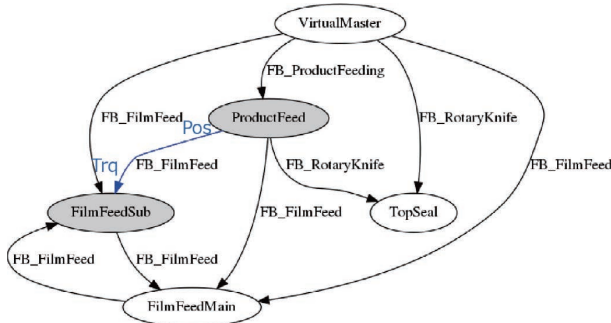 VirtualMaster
FB_ProductFeeding
FB_FilmFeed
Pos
ProductFeed
FB_RotaryKnife
Trq
FB_FilmFeed
FB_RotaryKnife
FB_FilmFeed
FilmFeedSub
FB_FilmFeed
TopSeal
FB_FilmFeed
FB_FilmFeed
FilmFeedMain